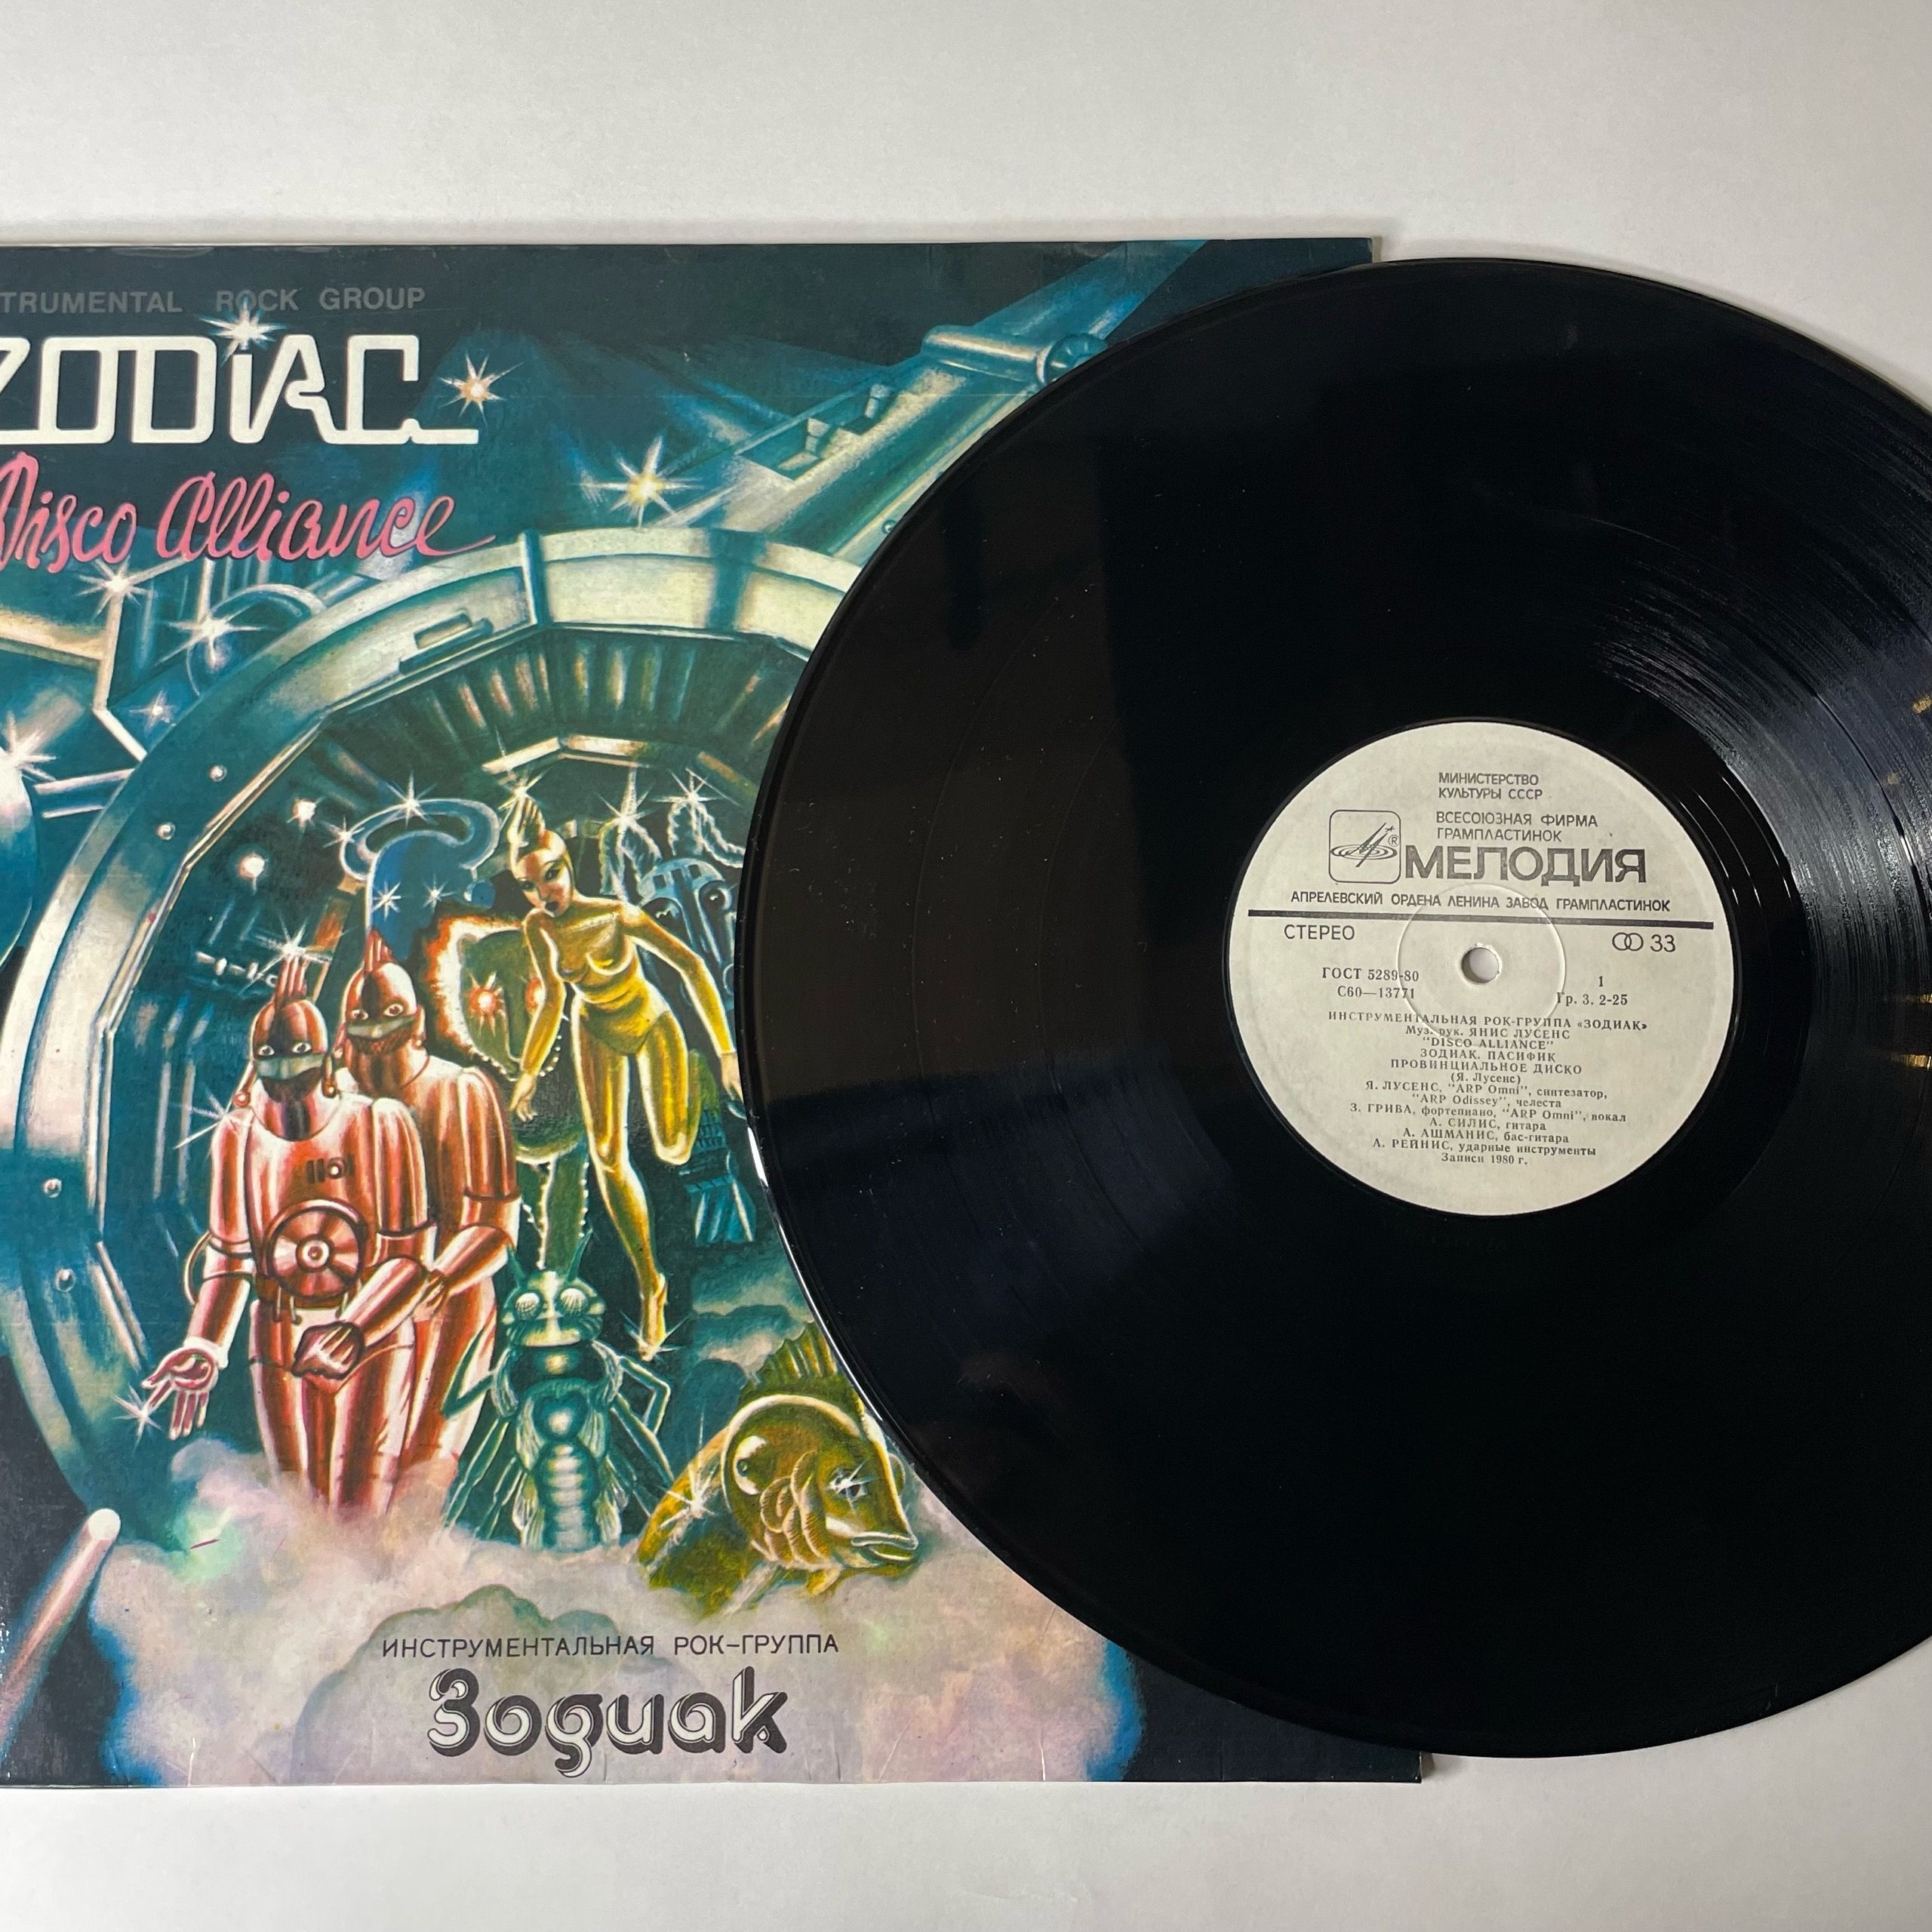 TRUMENTAL ROCK GROUP
ZODIAC
Disco Alliance
ИНСТРУМЕНТАЛЬНАЯ РОК-ГРУППА
Зодиак
МИНИСТЕРСТВО
КУЛЬТУРЫ СССР
ВСЕСОЮЗНАЯ ФИРМА
ГРАМПЛАСТИНОК
®
МЕЛОДИЯ
АПРЕЛЕВСКИЙ ОРДЕНА ЛЕНИНА ЗАВОД ГРАМПЛАСТИНОК
СТЕРЕО 33
ГОСТ 5289-80 1
С60—13771 Гр. 3. 2-25
ИНСТРУМЕНТАЛЬНАЯ РОК-ГРУППА «ЗОДИАК»
Муз. рук. ЯНИС ЛУСЕНС
"DISCO ALLIANCE"
ЗОДИАК. ПАСИФИК
ПРОВИНЦИАЛЬНОЕ ДИСКО
(Я. Лусенс)
Я. ЛУСЕНС, "ARP Omni", синтезатор,
"ARP Odissey", челеста
З. ГРИВА, фортепиано, "ARP Omni", вокал
А. СИЛИС, гитара
А. АШМАНИС, бас-гитара
А. РЕЙНИС, ударные инструменты
Записи 1980 г.